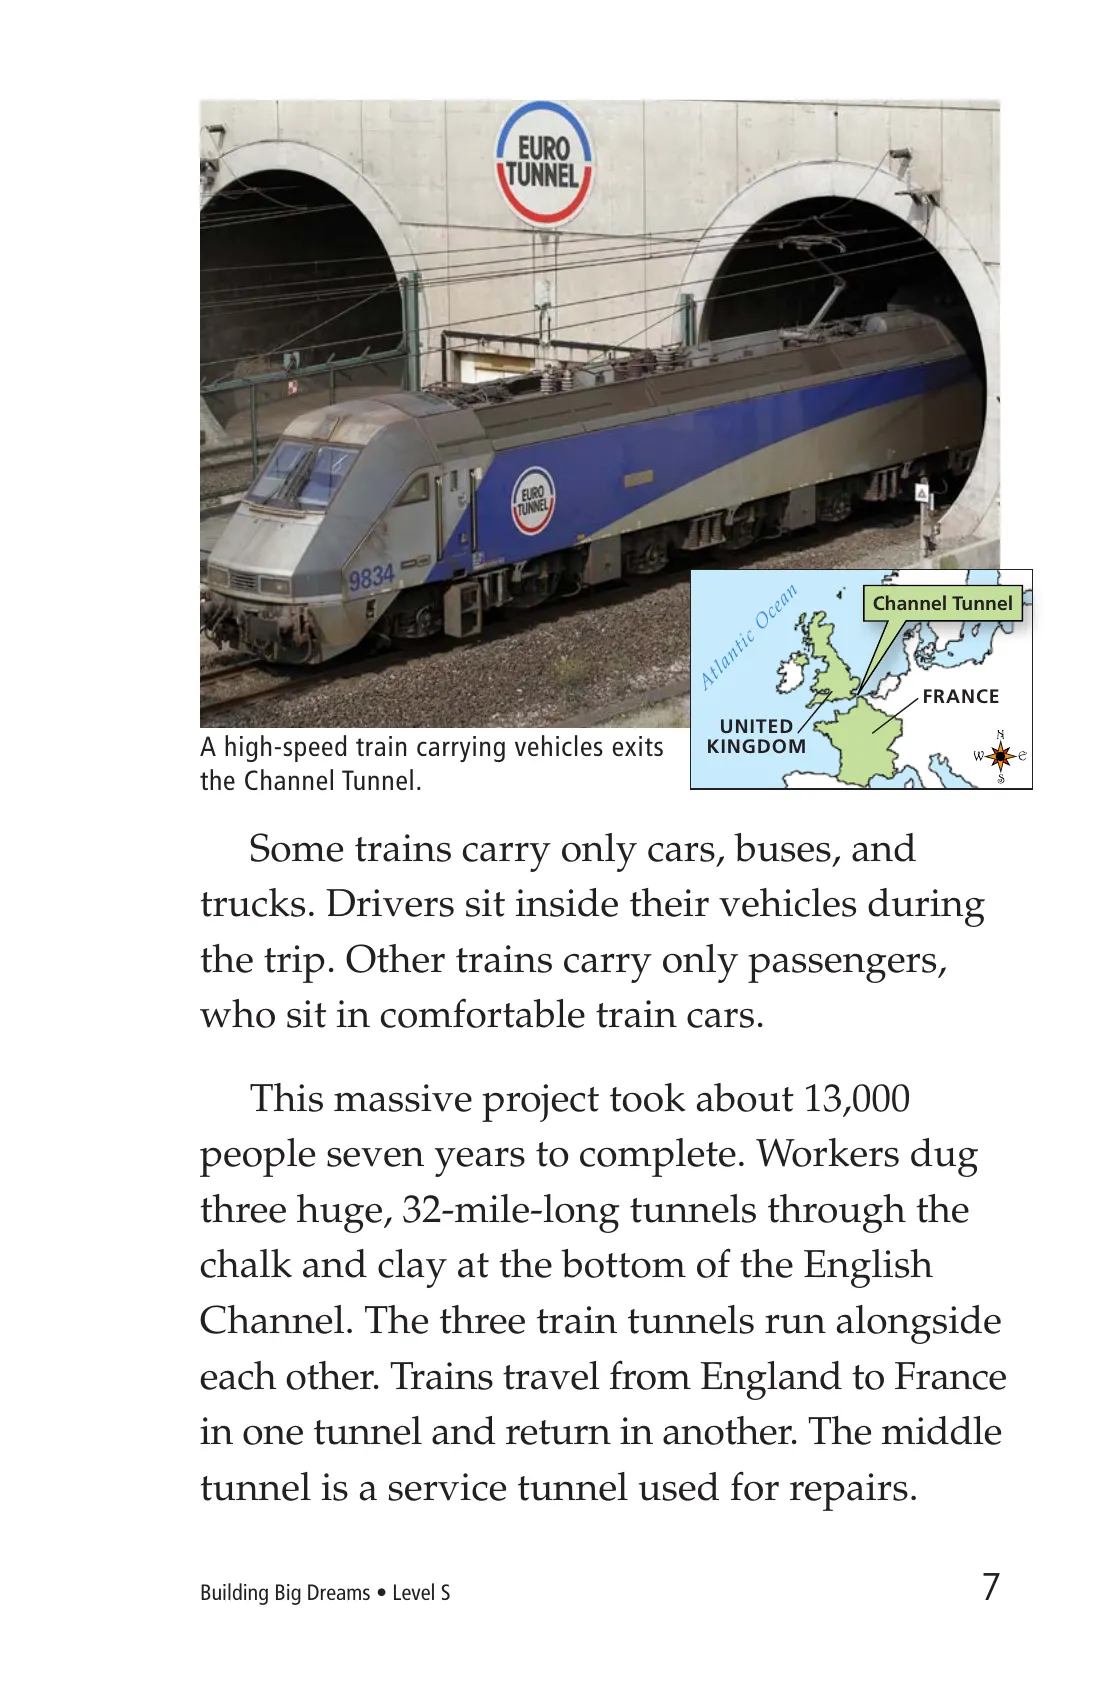 EURO
TUNNEL
EURO
TUNNEL
9834
Atlantic Ocean
Channel Tunnel
FRANCE
UNITED
KINGDOM
N
W
E
S
A high-speed train carrying vehicles exits
the Channel Tunnel.
Some trains carry only cars, buses, and
trucks. Drivers sit inside their vehicles during
the trip. Other trains carry only passengers,
who sit in comfortable train cars.
This massive project took about 13,000
people seven years to complete. Workers dug
three huge, 32-mile-long tunnels through the
chalk and clay at the bottom of the English
Channel. The three train tunnels run alongside
each other. Trains travel from England to France
in one tunnel and return in another. The middle
tunnel is a service tunnel used for repairs.
Building Big Dreams • Level S
7